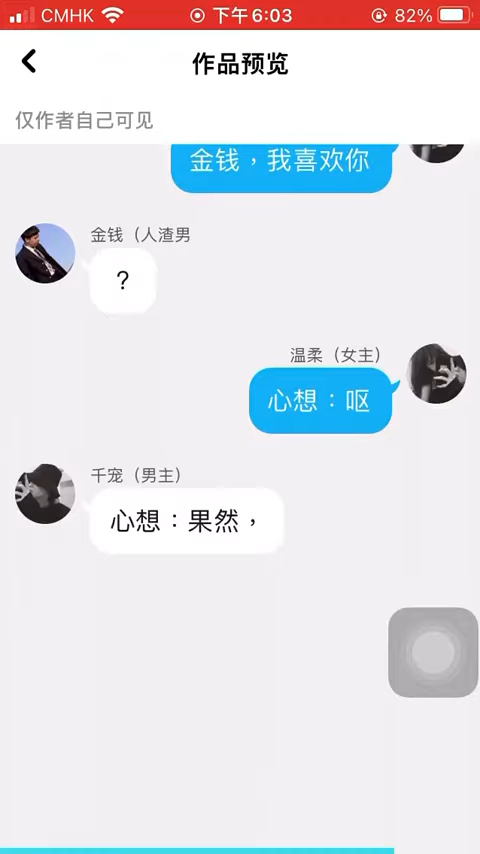 CMHK 下午6:03 82%
作品预览
仅作者自己可见
金钱，我喜欢你
金钱（人渣男
？
温柔（女主）
心想：呕
千宠（男主）
心想：果然，